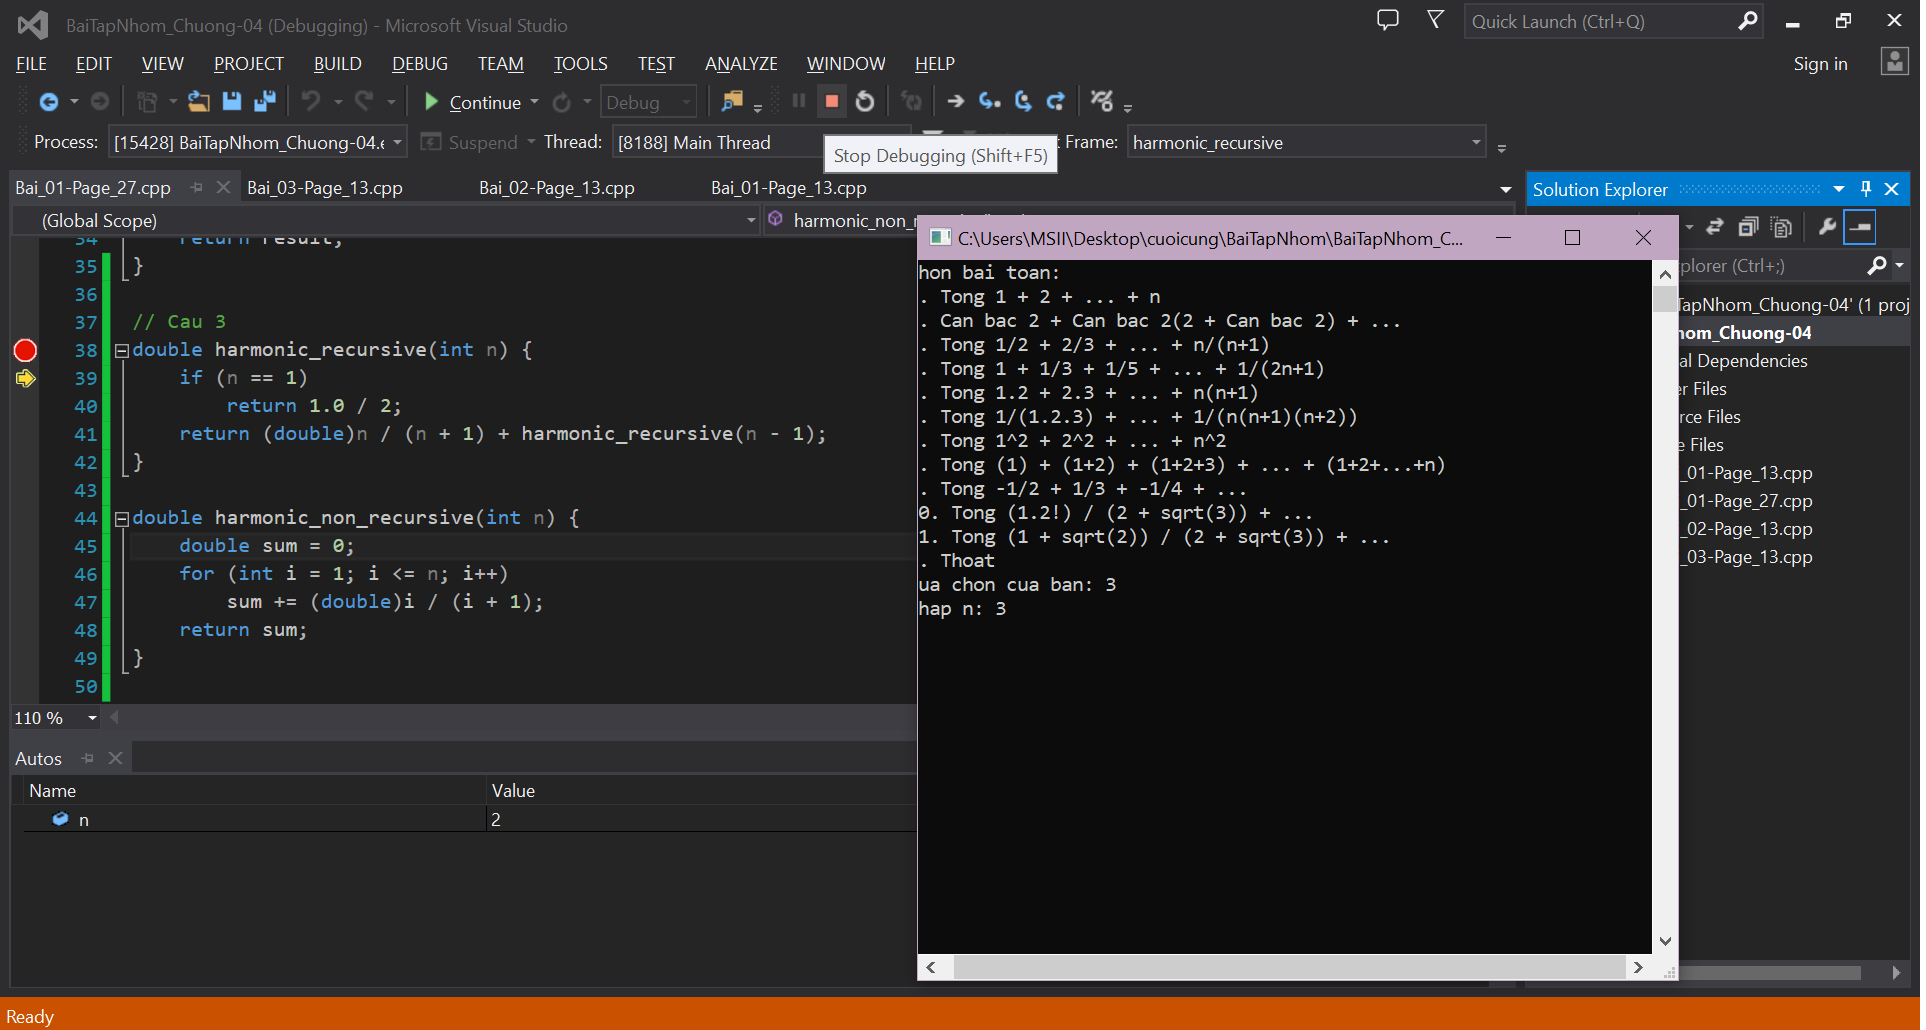 BaiTapNhom_Chuong-04 (Debugging) - Microsoft Visual Studio
Quick Launch (Ctrl+Q)
FILE EDIT VIEW PROJECT BUILD DEBUG TEAM TOOLS TEST ANALYZE WINDOW HELP
Sign in
Continue
Debug
Process: [15428] BaiTapNhom_Chuong-04.e Suspend Thread: [8188] Main Thread
Stop Debugging (Shift+F5)
t Frame: harmonic_recursive
Bai_01-Page_27.cpp Bai_03-Page_13.cpp Bai_02-Page_13.cpp Bai_01-Page_13.cpp
(Global Scope) harmonic_non_r
34 return result;
35 }
36
37 // Cau 3
38 double harmonic_recursive(int n) {
39 if (n == 1)
40 return 1.0 / 2;
41 return (double)n / (n + 1) + harmonic_recursive(n - 1);
42 }
43
44 double harmonic_non_recursive(int n) {
45 double sum = 0;
46 for (int i = 1; i <= n; i++)
47 sum += (double)i / (i + 1);
48 return sum;
49 }
50
110 %
Autos
Name Value
n 2
C:\Users\MSII\Desktop\cuoicung\BaiTapNhom\BaiTapNhom_C...
hon bai toan:
. Tong 1 + 2 + ... + n
. Can bac 2 + Can bac 2(2 + Can bac 2) + ...
. Tong 1/2 + 2/3 + ... + n/(n+1)
. Tong 1 + 1/3 + 1/5 + ... + 1/(2n+1)
. Tong 1.2 + 2.3 + ... + n(n+1)
. Tong 1/(1.2.3) + ... + 1/(n(n+1)(n+2))
. Tong 1^2 + 2^2 + ... + n^2
. Tong (1) + (1+2) + (1+2+3) + ... + (1+2+...+n)
. Tong -1/2 + 1/3 + -1/4 + ...
0. Tong (1.2!) / (2 + sqrt(3)) + ...
1. Tong (1 + sqrt(2)) / (2 + sqrt(3)) + ...
. Thoat
ua chon cua ban: 3
hap n: 3
Solution Explorer
plorer (Ctrl+;)
TapNhom_Chuong-04' (1 proj
hom_Chuong-04
al Dependencies
er Files
rce Files
e Files
_01-Page_13.cpp
_01-Page_27.cpp
_02-Page_13.cpp
_03-Page_13.cpp
Ready